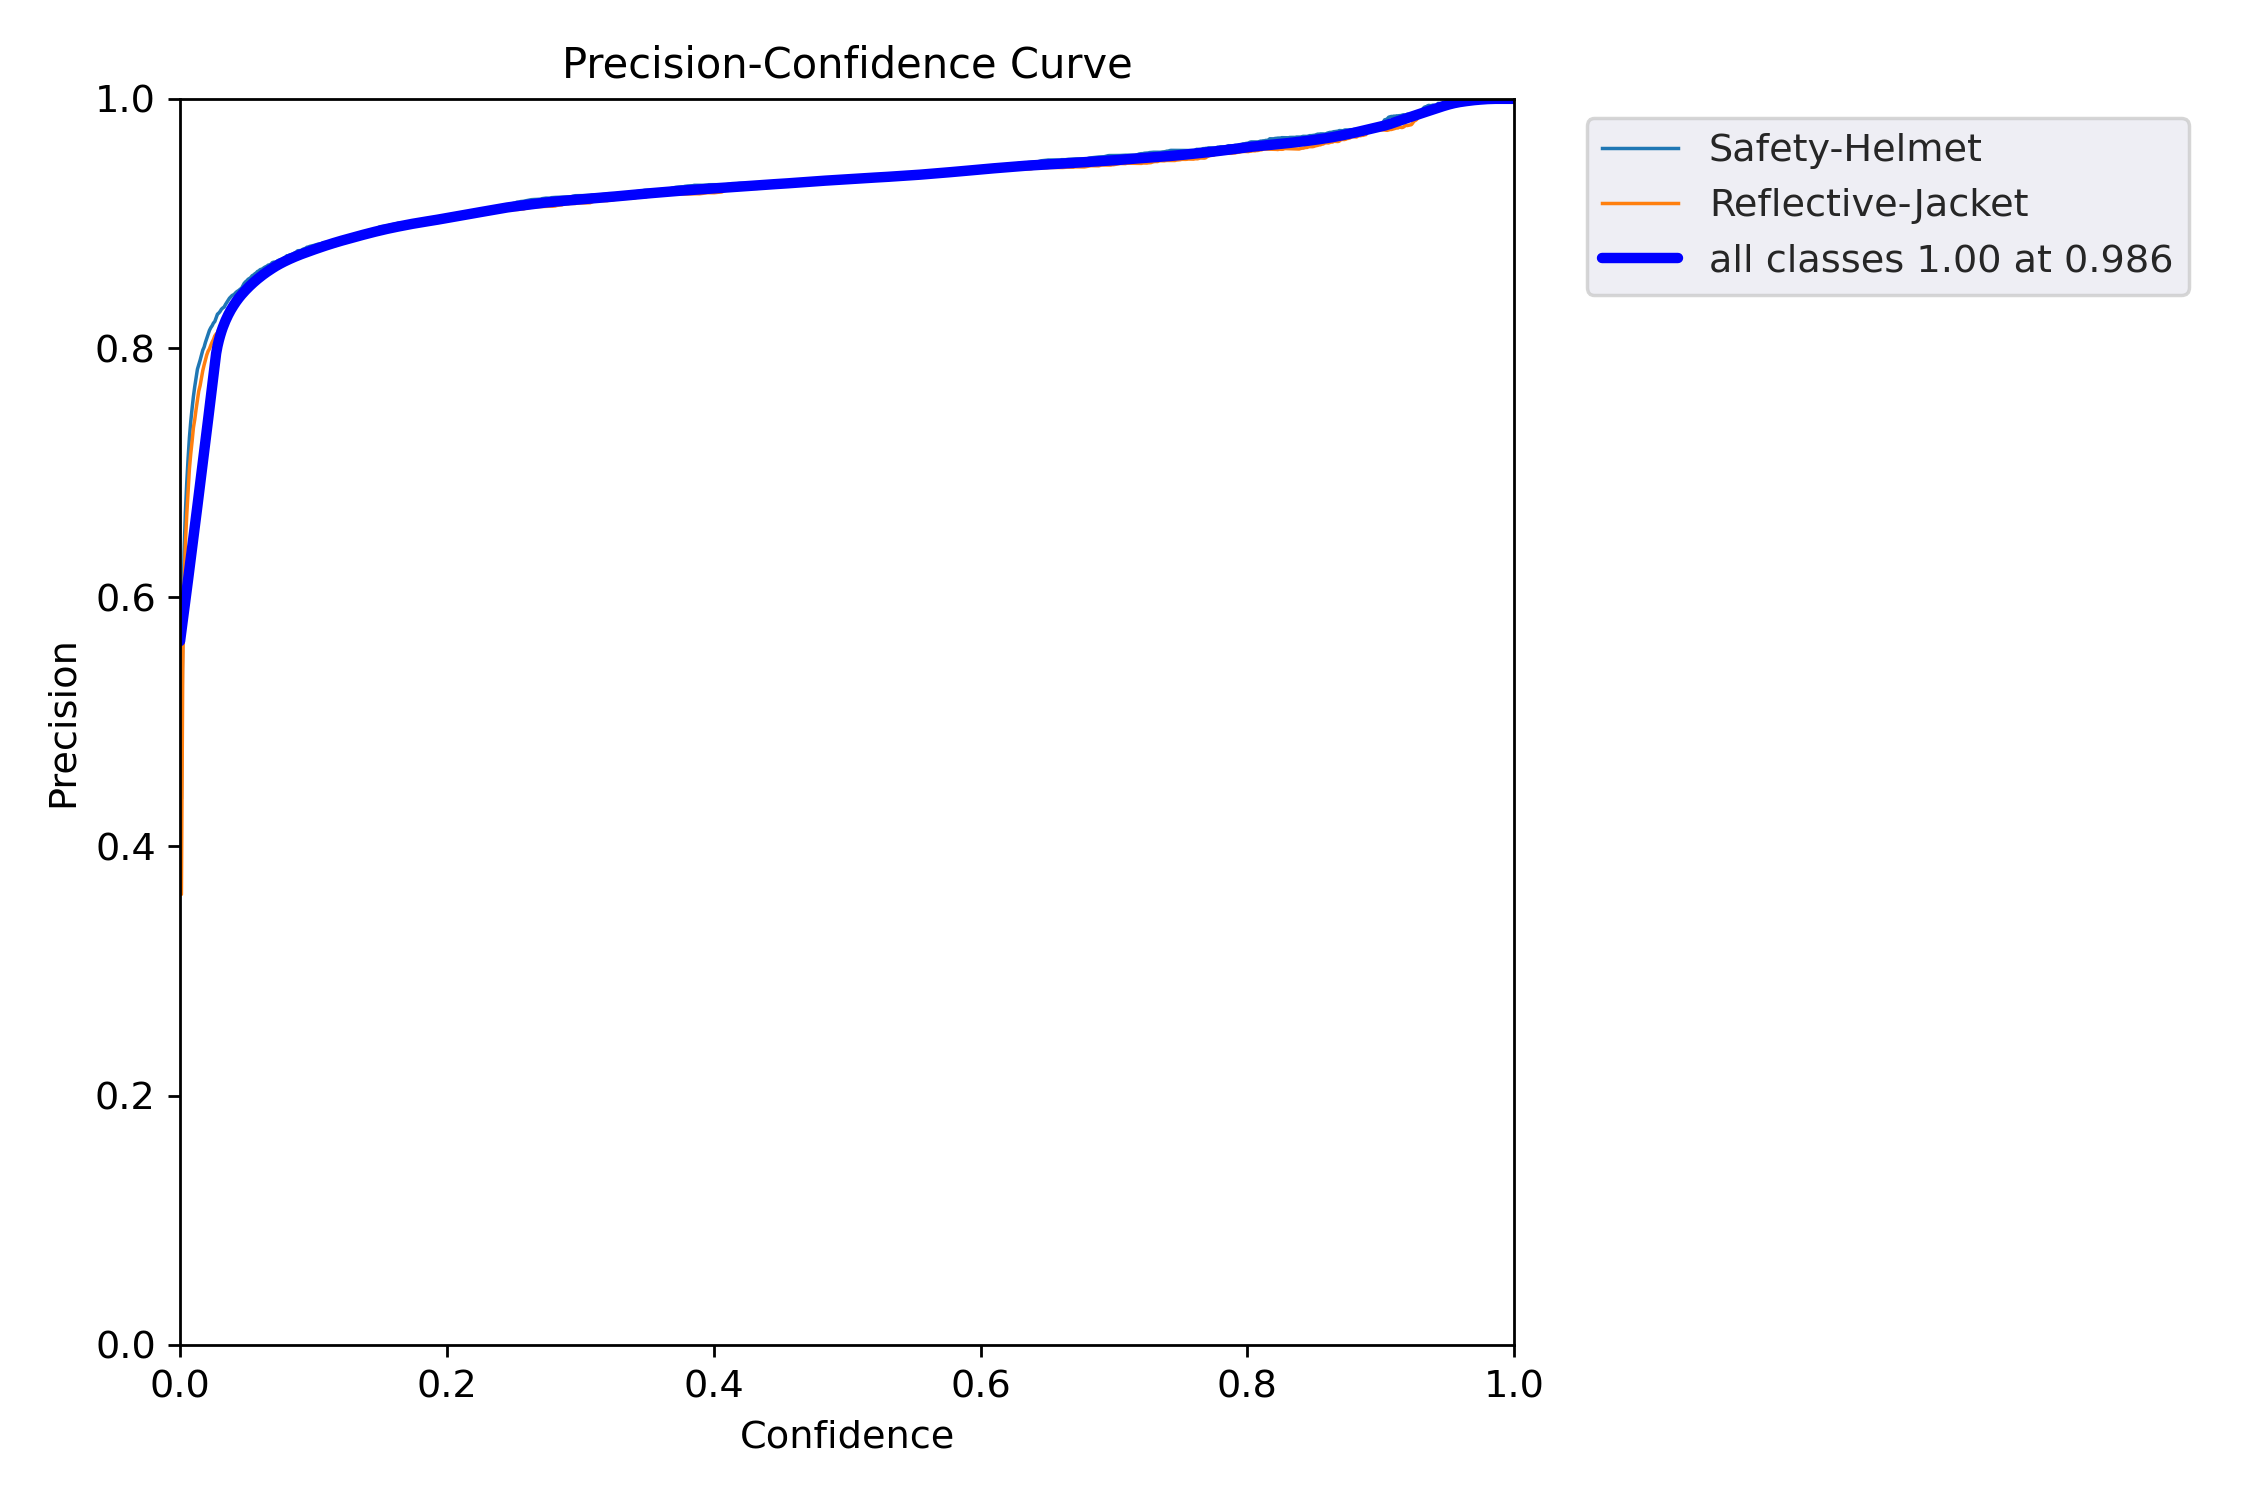 Precision-Confidence Curve
1.0
0.8
0.6
0.4
0.2
0.0
Precision
0.0 0.2 0.4 0.6 0.8 1.0
Confidence
Safety-Helmet
Reflective-Jacket
all classes 1.00 at 0.986